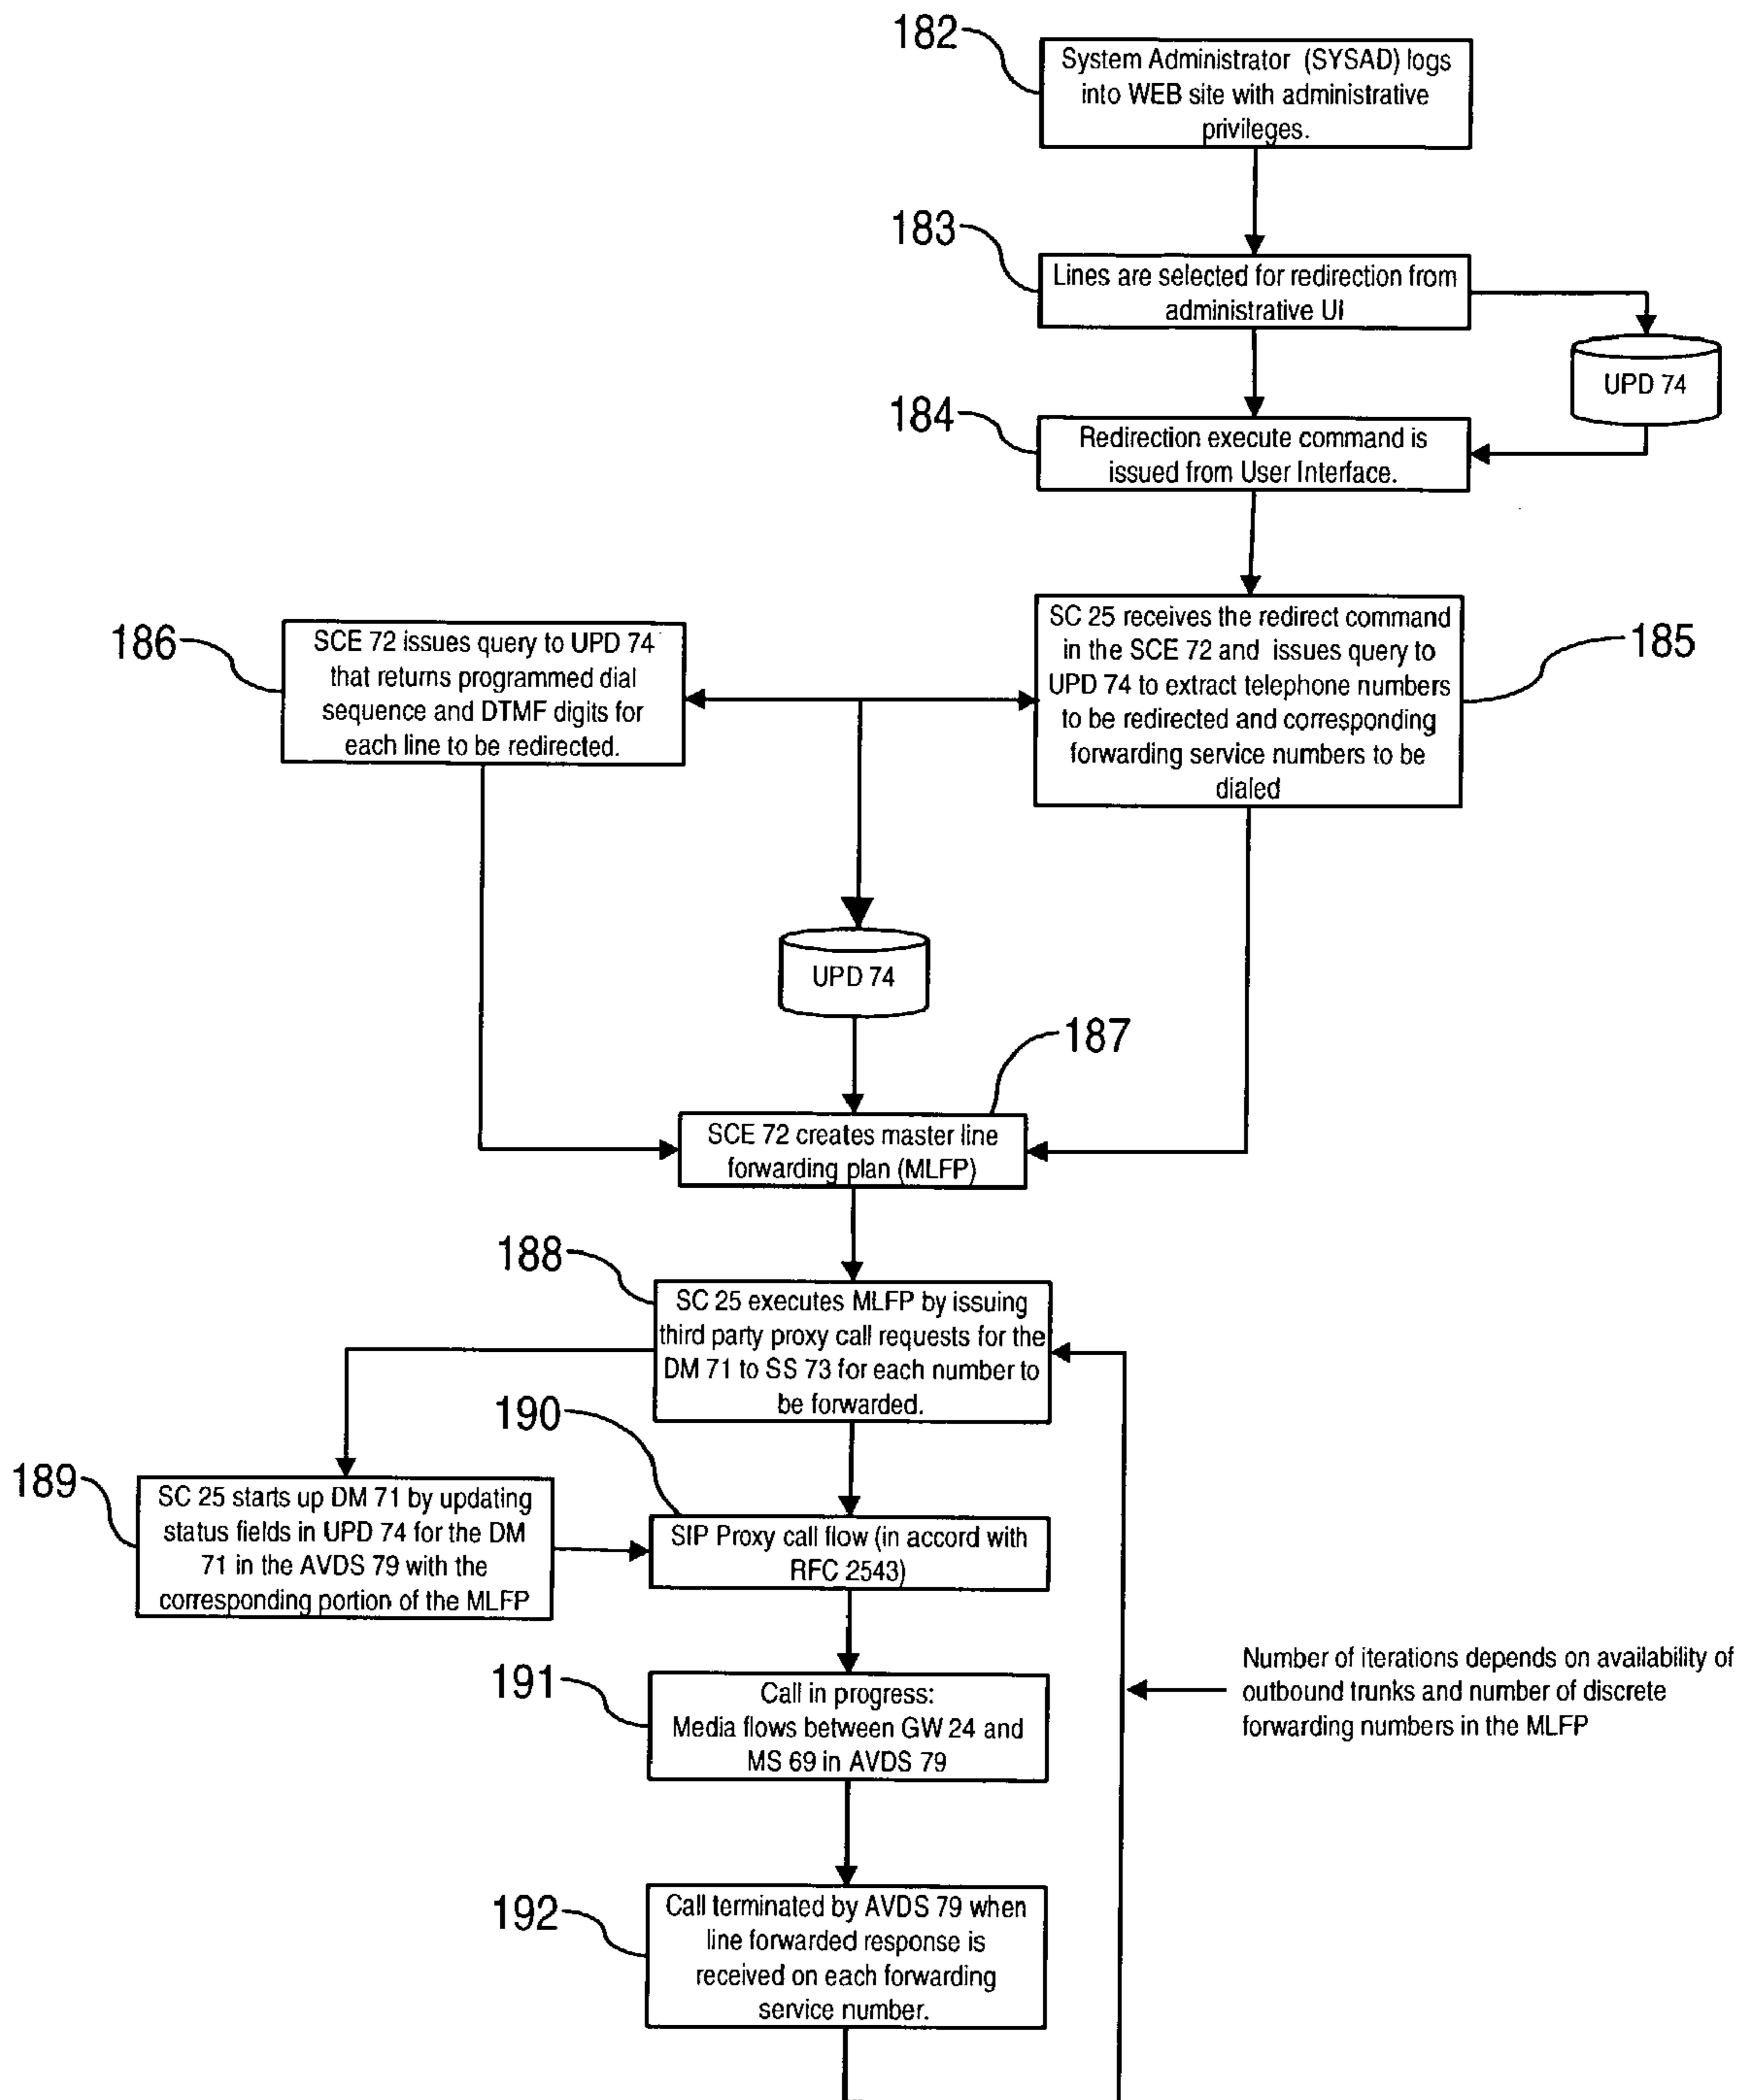 182
System Administrator (SYSAD) logs
into WEB site with administrative
privileges.
183
Lines are selected for redirection from
administrative UI
UPD 74
184
Redirection execute command is
issued from User Interface.
186
SCE 72 issues query to UPD 74
that returns programmed dial
sequence and DTMF digits for
each line to be redirected.
SC 25 receives the redirect command
in the SCE 72 and issues query to
UPD 74 to extract telephone numbers
to be redirected and corresponding
forwarding service numbers to be
dialed
185
UPD 74
187
SCE 72 creates master line
forwarding plan (MLFP)
188
SC 25 executes MLFP by issuing
third party proxy call requests for the
DM 71 to SS 73 for each number to
be forwarded.
189
SC 25 starts up DM 71 by updating
status fields in UPD 74 for the DM
71 in the AVDS 79 with the
corresponding portion of the MLFP
190
SIP Proxy call flow (in accord with
RFC 2543)
191
Call in progress:
Media flows between GW 24 and
MS 69 in AVDS 79
Number of iterations depends on availability of
outbound trunks and number of discrete
forwarding numbers in the MLFP
192
Call terminated by AVDS 79 when
line forwarded response is
received on each forwarding
service number.